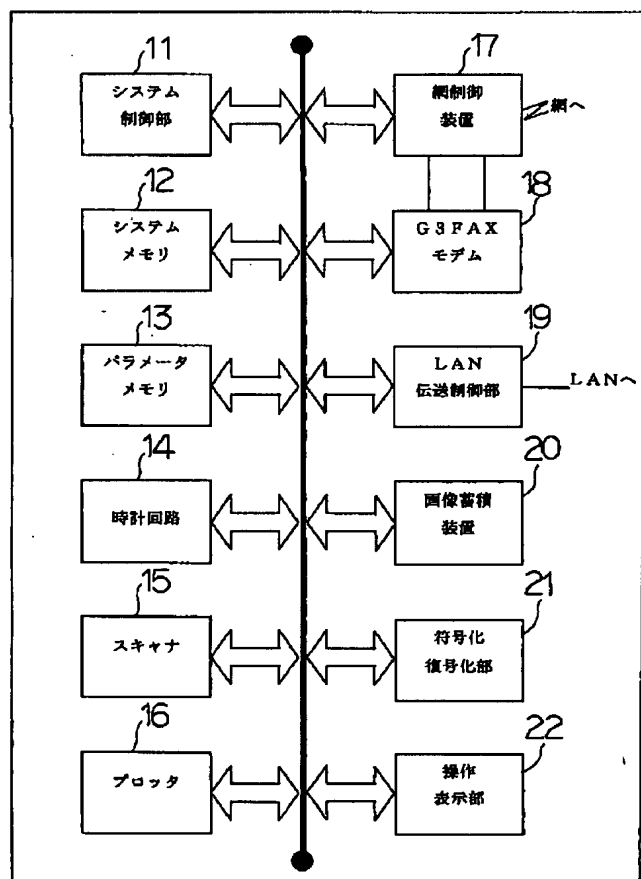 11
システム
制御部
17
網制御
装置
網へ
12
システム
メモリ
18
G3FAX
モデム
13
パラメータ
メモリ
19
LAN
伝送制御部
LANへ
14
時計回路
20
画像蓄積
装置
15
スキャナ
21
符号化
復号化部
16
プロッタ
22
操作
表示部